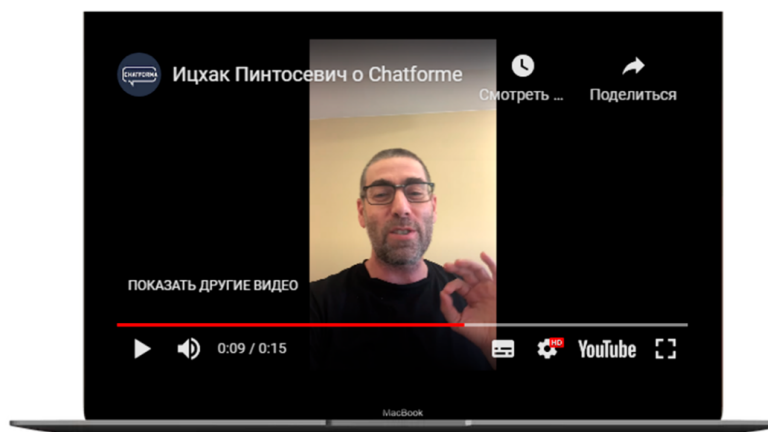 CHATFORMA
Ицхак Пинтосевич о Chatforme
Смотреть ...
Поделиться
ПОКАЗАТЬ ДРУГИЕ ВИДЕО
0:09 / 0:15
HD
YouTube
MacBook